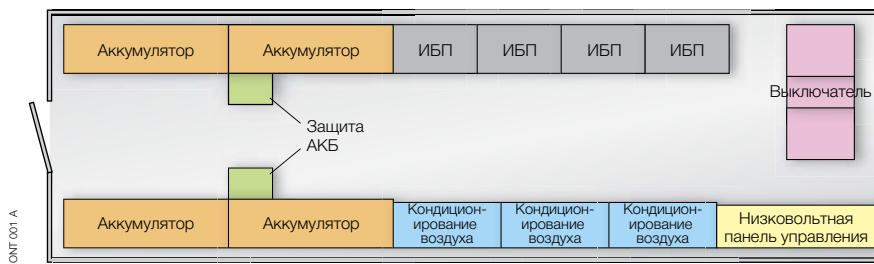 Аккумулятор Аккумулятор ИБП ИБП ИБП ИБП
Выключатель
Защита
АКБ
Аккумулятор Аккумулятор
Кондицион-
ирование
воздуха
Кондицион-
ирование
воздуха
Кондицион-
ирование
воздуха
Низковольтная
панель управления
ONT 001 A